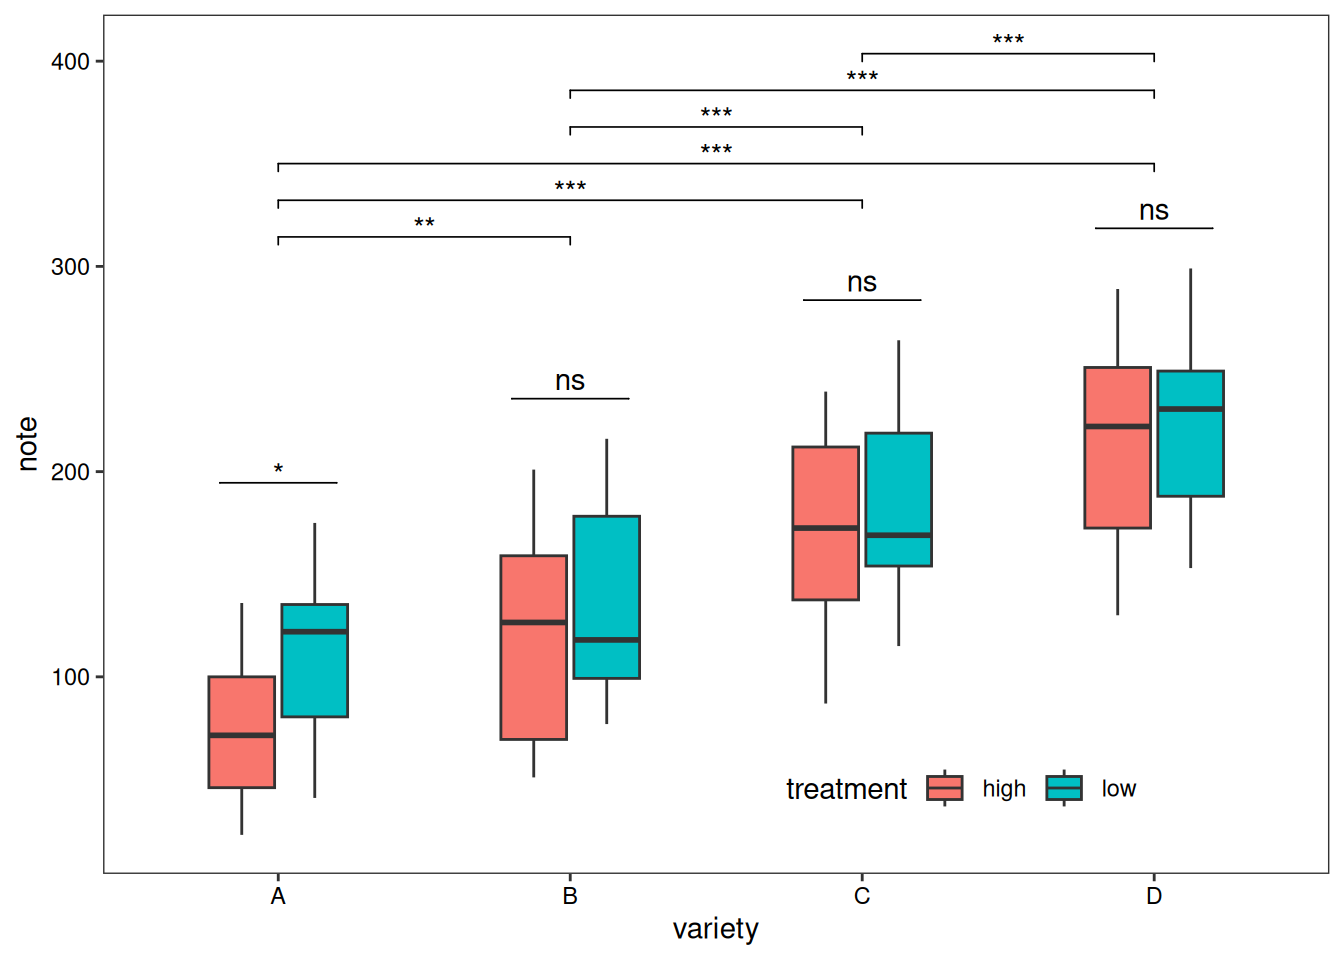 400
***
***
***
***
***
**
ns
300
ns
ns
note
200
*
100
treatment high low
A B C D
variety